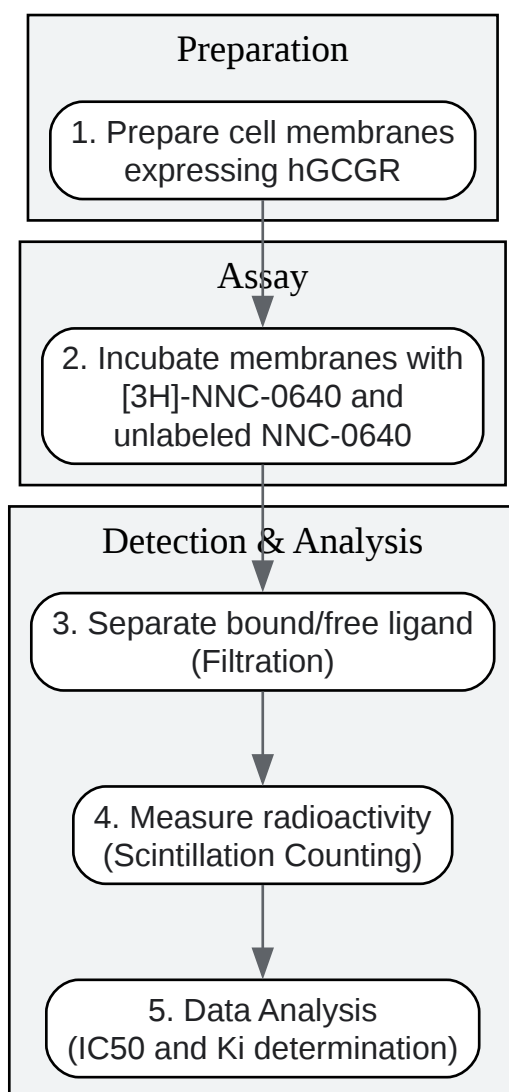 Preparation
1. Prepare cell membranes
expressing hGCGR
Assay
2. Incubate membranes with
[3H]-NNC-0640 and
unlabeled NNC-0640
Detection & Analysis
3. Separate bound/free ligand
(Filtration)
4. Measure radioactivity
(Scintillation Counting)
5. Data Analysis
(IC50 and Ki determination)